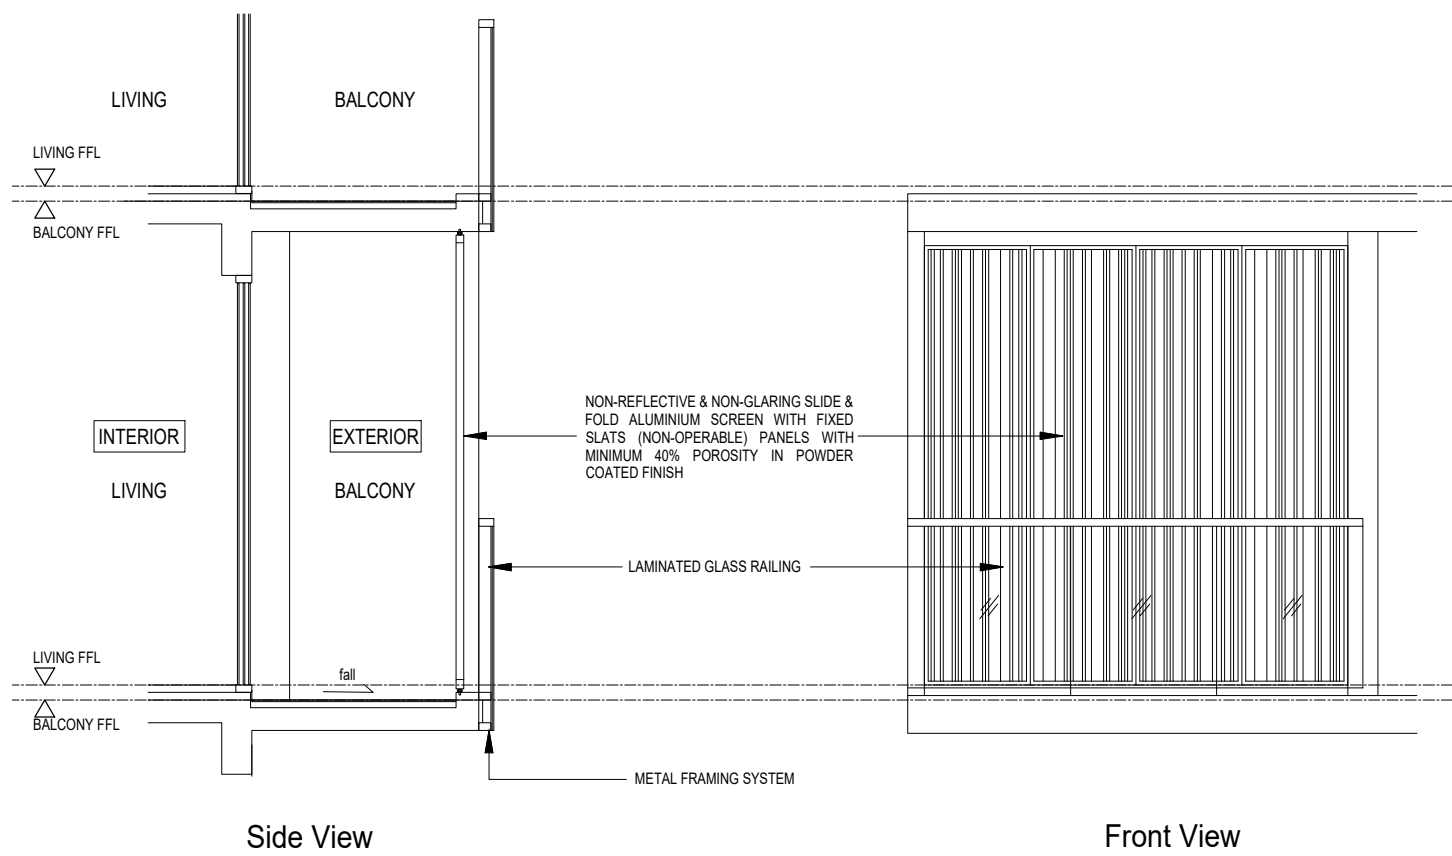 LIVING
BALCONY
LIVING FFL
BALCONY FFL
NON-REFLECTIVE & NON-GLARING SLIDE &
FOLD ALUMINIUM SCREEN WITH FIXED
SLATS (NON-OPERABLE) PANELS WITH
MINIMUM 40% POROSITY IN POWDER
COATED FINISH
INTERIOR
EXTERIOR
LIVING
BALCONY
LAMINATED GLASS RAILING
LIVING FFL
fall
BALCONY FFL
METAL FRAMING SYSTEM
Side View
Front View